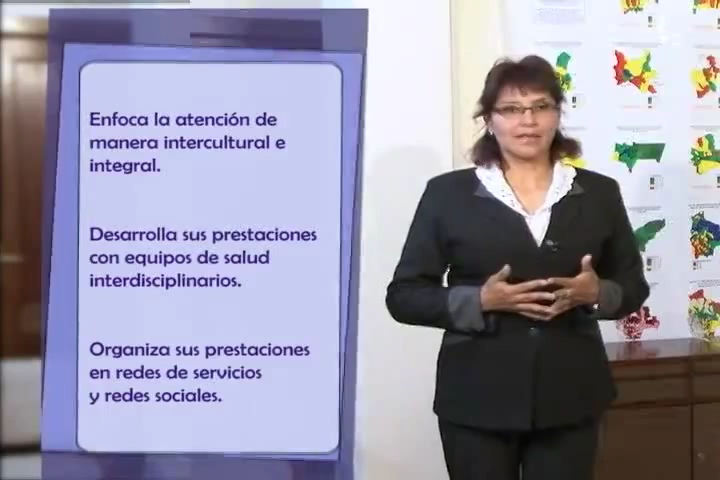 Enfoca la atención de
manera intercultural e
integral.
Desarrolla sus prestaciones
con equipos de salud
interdisciplinarios.
Organiza sus prestaciones
en redes de servicios
y redes sociales.